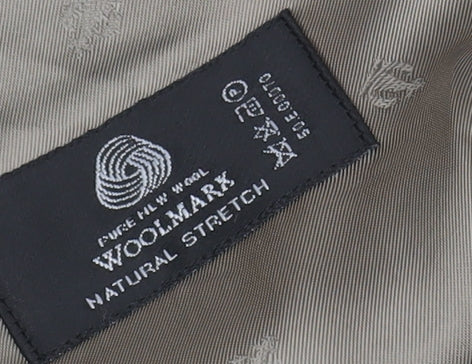 PURE NEW WOOL
WOOLMARK
NATURAL STRETCH
P